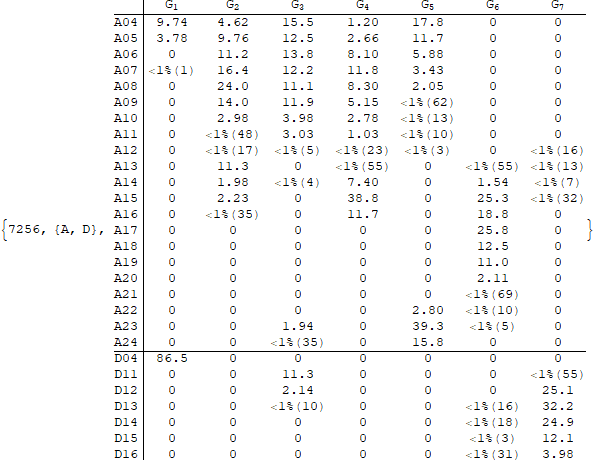 G₁ G₂ G₃ G₄ G₅ G₆ G₇
A04 9.74 4.62 15.5 1.20 17.8 0 0
A05 3.78 9.76 12.5 2.66 11.7 0 0
A06 0 11.2 13.8 8.10 5.88 0 0
A07 <1%(1) 16.4 12.2 11.8 3.43 0 0
A08 0 24.0 11.1 8.30 2.05 0 0
A09 0 14.0 11.9 5.15 <1%(62) 0 0
A10 0 2.98 3.98 2.78 <1%(13) 0 0
A11 0 <1%(48) 3.03 1.03 <1%(10) 0 0
A12 0 <1%(17) <1%(5) <1%(23) <1%(3) 0 <1%(16)
A13 0 11.3 0 <1%(55) 0 <1%(55) <1%(13)
A14 0 1.98 <1%(4) 7.40 0 1.54 <1%(7)
A15 0 2.23 0 38.8 0 25.3 <1%(32)
A16 0 <1%(35) 0 11.7 0 18.8 0
{7256, {A, D}, A17 0 0 0 0 0 25.8 0 }
A18 0 0 0 0 0 12.5 0
A19 0 0 0 0 0 11.0 0
A20 0 0 0 0 0 2.11 0
A21 0 0 0 0 0 <1%(69) 0
A22 0 0 0 0 2.80 <1%(10) 0
A23 0 0 1.94 0 39.3 <1%(5) 0
A24 0 0 <1%(35) 0 15.8 0 0
D04 86.5 0 0 0 0 0 0
D11 0 0 11.3 0 0 0 <1%(55)
D12 0 0 2.14 0 0 0 25.1
D13 0 0 <1%(10) 0 0 <1%(16) 32.2
D14 0 0 0 0 0 <1%(18) 24.9
D15 0 0 0 0 0 <1%(3) 12.1
D16 0 0 0 0 0 <1%(31) 3.98